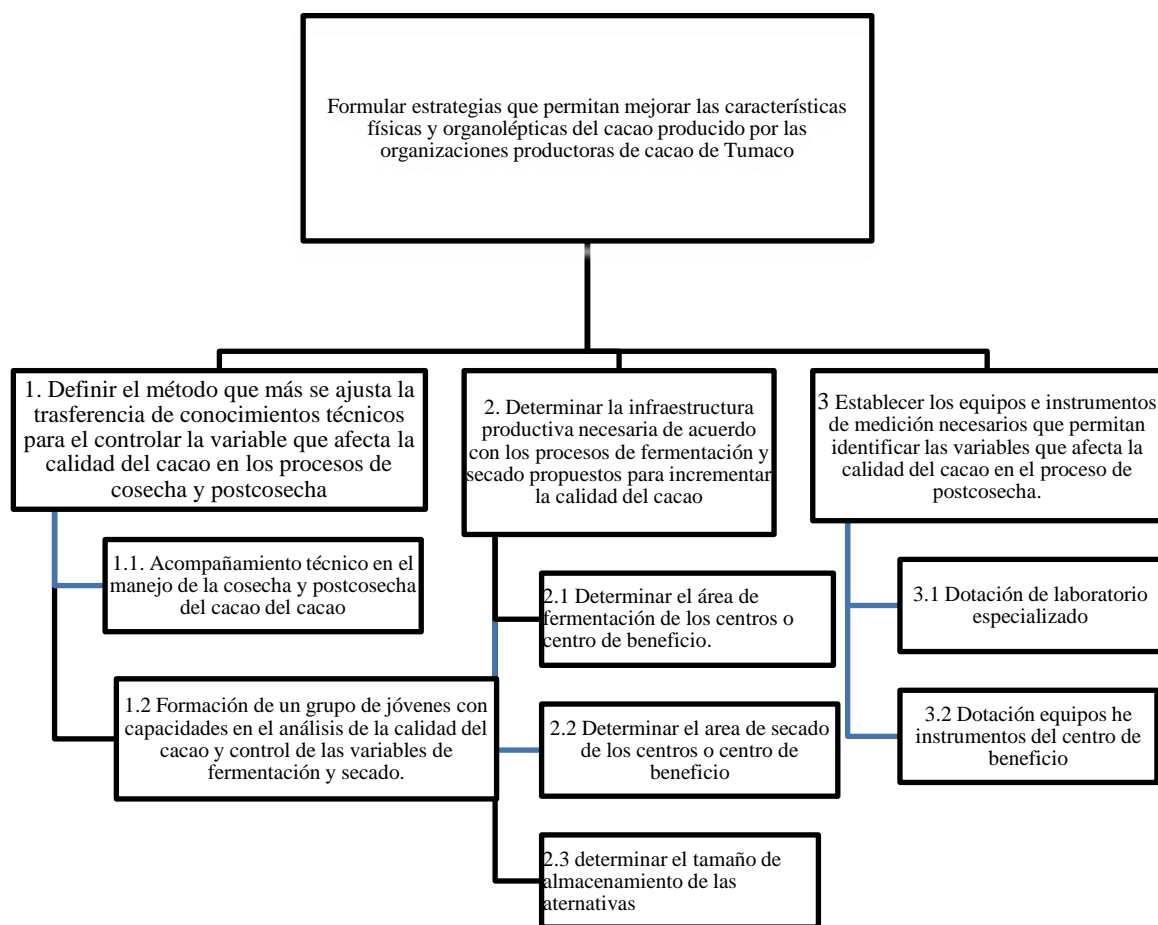 Formular estrategias que permitan mejorar las características
físicas y organolépticas del cacao producido por las
organizaciones productoras de cacao de Tumaco
1. Definir el método que más se ajusta la
trasferencia de conocimientos técnicos
para el controlar la variable que afecta la
calidad del cacao en los procesos de
cosecha y postcosecha
1.1. Acompañamiento técnico en el
manejo de la cosecha y postcosecha
del cacao del cacao
1.2 Formación de un grupo de jóvenes con
capacidades en el análisis de la calidad del
cacao y control de las variables de
fermentación y secado.
2. Determinar la infraestructura
productiva necesaria de acuerdo
con los procesos de fermentación y
secado propuestos para incrementar
la calidad del cacao
2.1 Determinar el área de
fermentación de los centros o
centro de beneficio.
2.2 Determinar el area de secado
de los centros o centro de
beneficio
2.3 determinar el tamaño de
almacenamiento de las
aternativas
3 Establecer los equipos e instrumentos
de medición necesarios que permitan
identificar las variables que afecta la
calidad del cacao en el proceso de
postcosecha.
3.1 Dotación de laboratorio
especializado
3.2 Dotación equipos he
instrumentos del centro de
beneficio